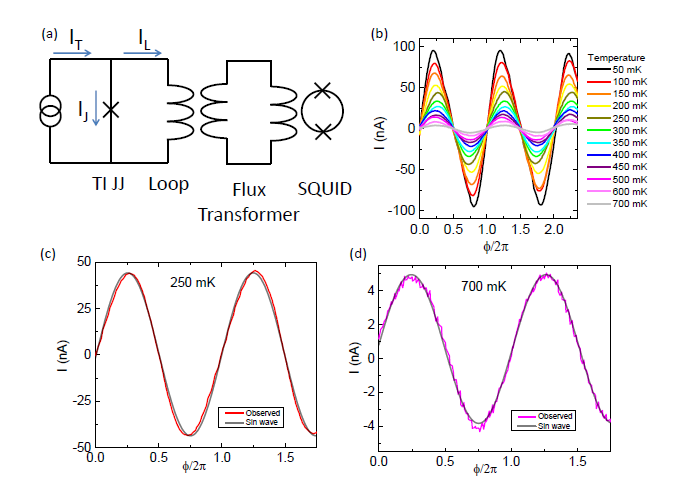 (a)
I_T
I_L
I_J
TI JJ
Loop
Flux
Transformer
SQUID
(b)
100
50
0
-50
-100
I (nA)
0.0 0.5 1.0 1.5 2.0
ϕ/2π
Temperature
50 mK
100 mK
150 mK
200 mK
250 mK
300 mK
350 mK
400 mK
450 mK
500 mK
600 mK
700 mK
(c)
50
25
0
-25
-50
I (nA)
250 mK
Observed
Sin wave
0.0 0.5 1.0 1.5
ϕ/2π
(d)
4
2
0
-2
-4
I (nA)
700 mK
Observed
Sin wave
0.0 0.5 1.0 1.5
ϕ/2π